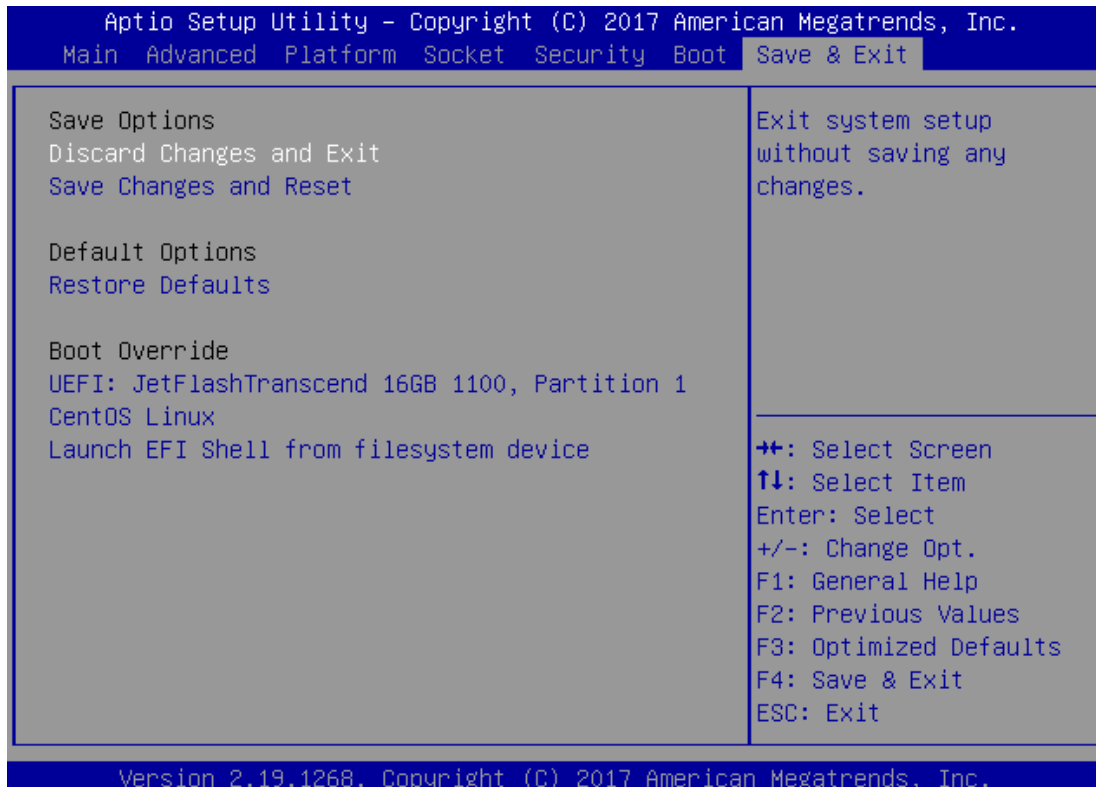 Aptio Setup Utility – Copyright (C) 2017 American Megatrends, Inc.
Main Advanced Platform Socket Security Boot Save & Exit
Save Options
Discard Changes and Exit
Save Changes and Reset
Default Options
Restore Defaults
Boot Override
UEFI: JetFlashTranscend 16GB 1100, Partition 1
CentOS Linux
Launch EFI Shell from filesystem device
Exit system setup
without saving any
changes.
→←: Select Screen
↑↓: Select Item
Enter: Select
+/-: Change Opt.
F1: General Help
F2: Previous Values
F3: Optimized Defaults
F4: Save & Exit
ESC: Exit
Version 2.19.1268. Copyright (C) 2017 American Megatrends, Inc.